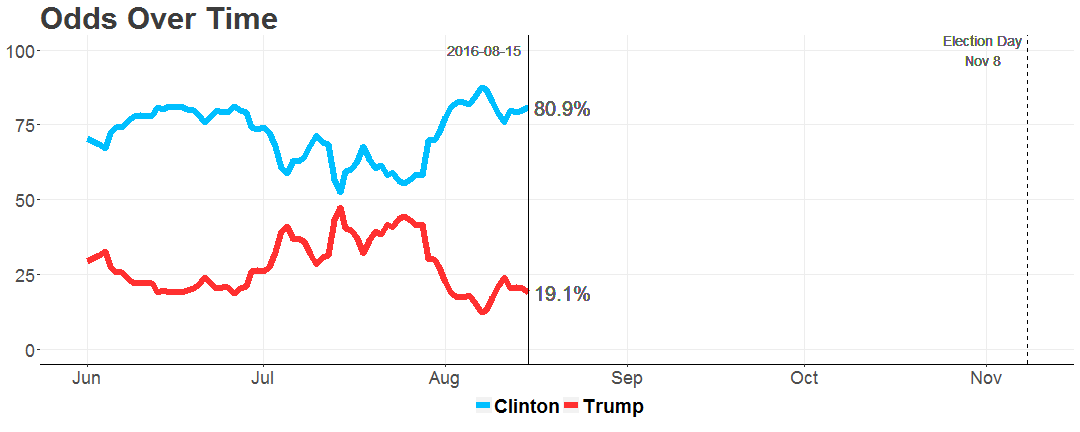 Odds Over Time
100
2016-08-15
Election Day
Nov 8
80.9%
75
50
25
19.1%
0
Jun Jul Aug Sep Oct Nov
Clinton Trump